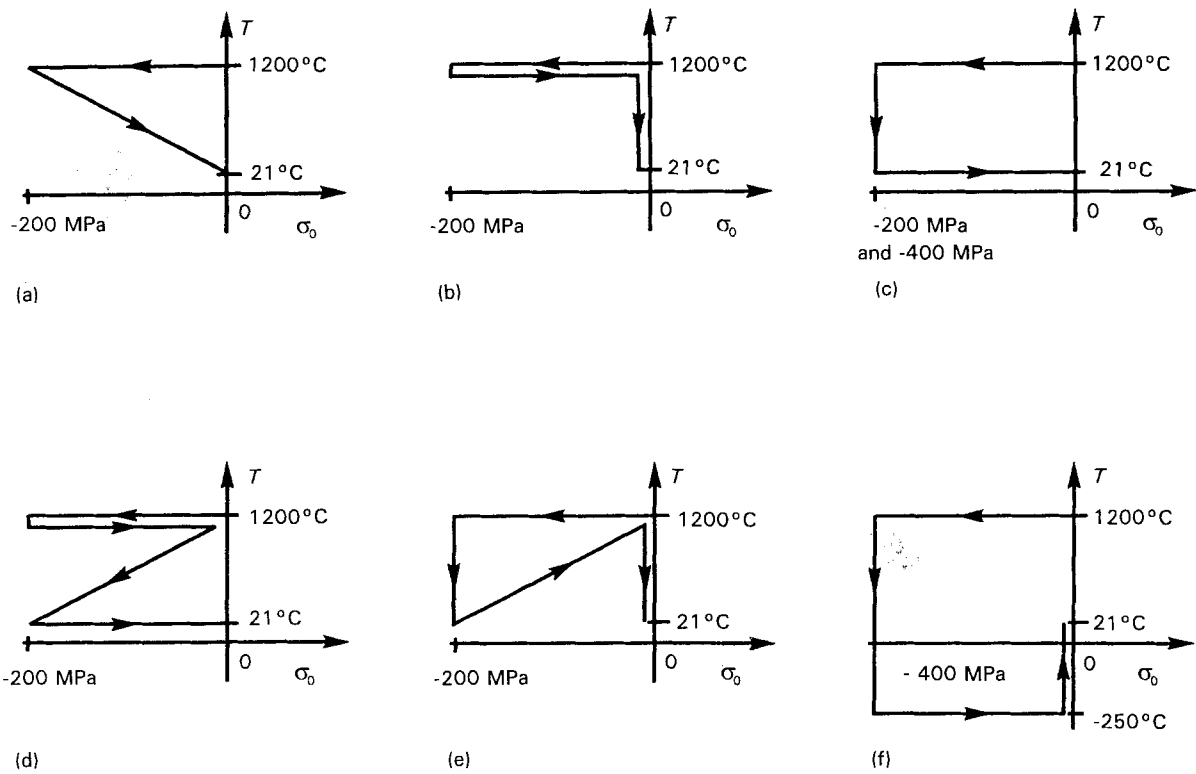 T
1200°C
21°C
0
-200 MPa
σ₀
(a)
T
1200°C
21°C
0
-200 MPa
σ₀
(b)
T
1200°C
21°C
0
-200 MPa
σ₀
and -400 MPa
(c)
T
1200°C
21°C
0
-200 MPa
σ₀
(d)
T
1200°C
21°C
0
-200 MPa
σ₀
(e)
T
1200°C
21°C
0
- 400 MPa
σ₀
-250°C
(f)